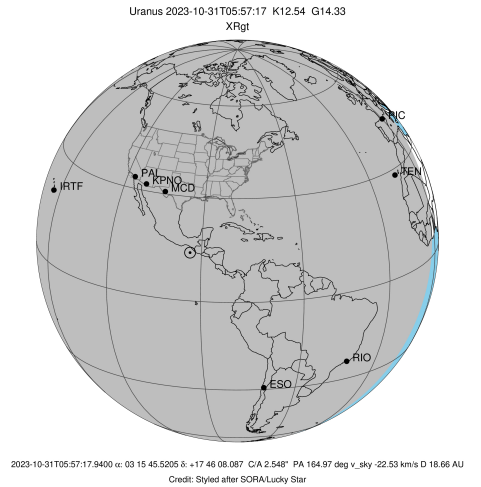 Uranus 2023-10-31T05:57:17 K12.54 G14.33
XRgt
PIC
TEN
PAL
KPNO
MCD
IRTF
RIO
ESO
2023-10-31T05:57:17.9400 α: 03 15 45.5205 δ: +17 46 08.087 C/A 2.548" PA 164.97 deg v_sky -22.53 km/s D 18.66 AU
Credit: Styled after SORA/Lucky Star